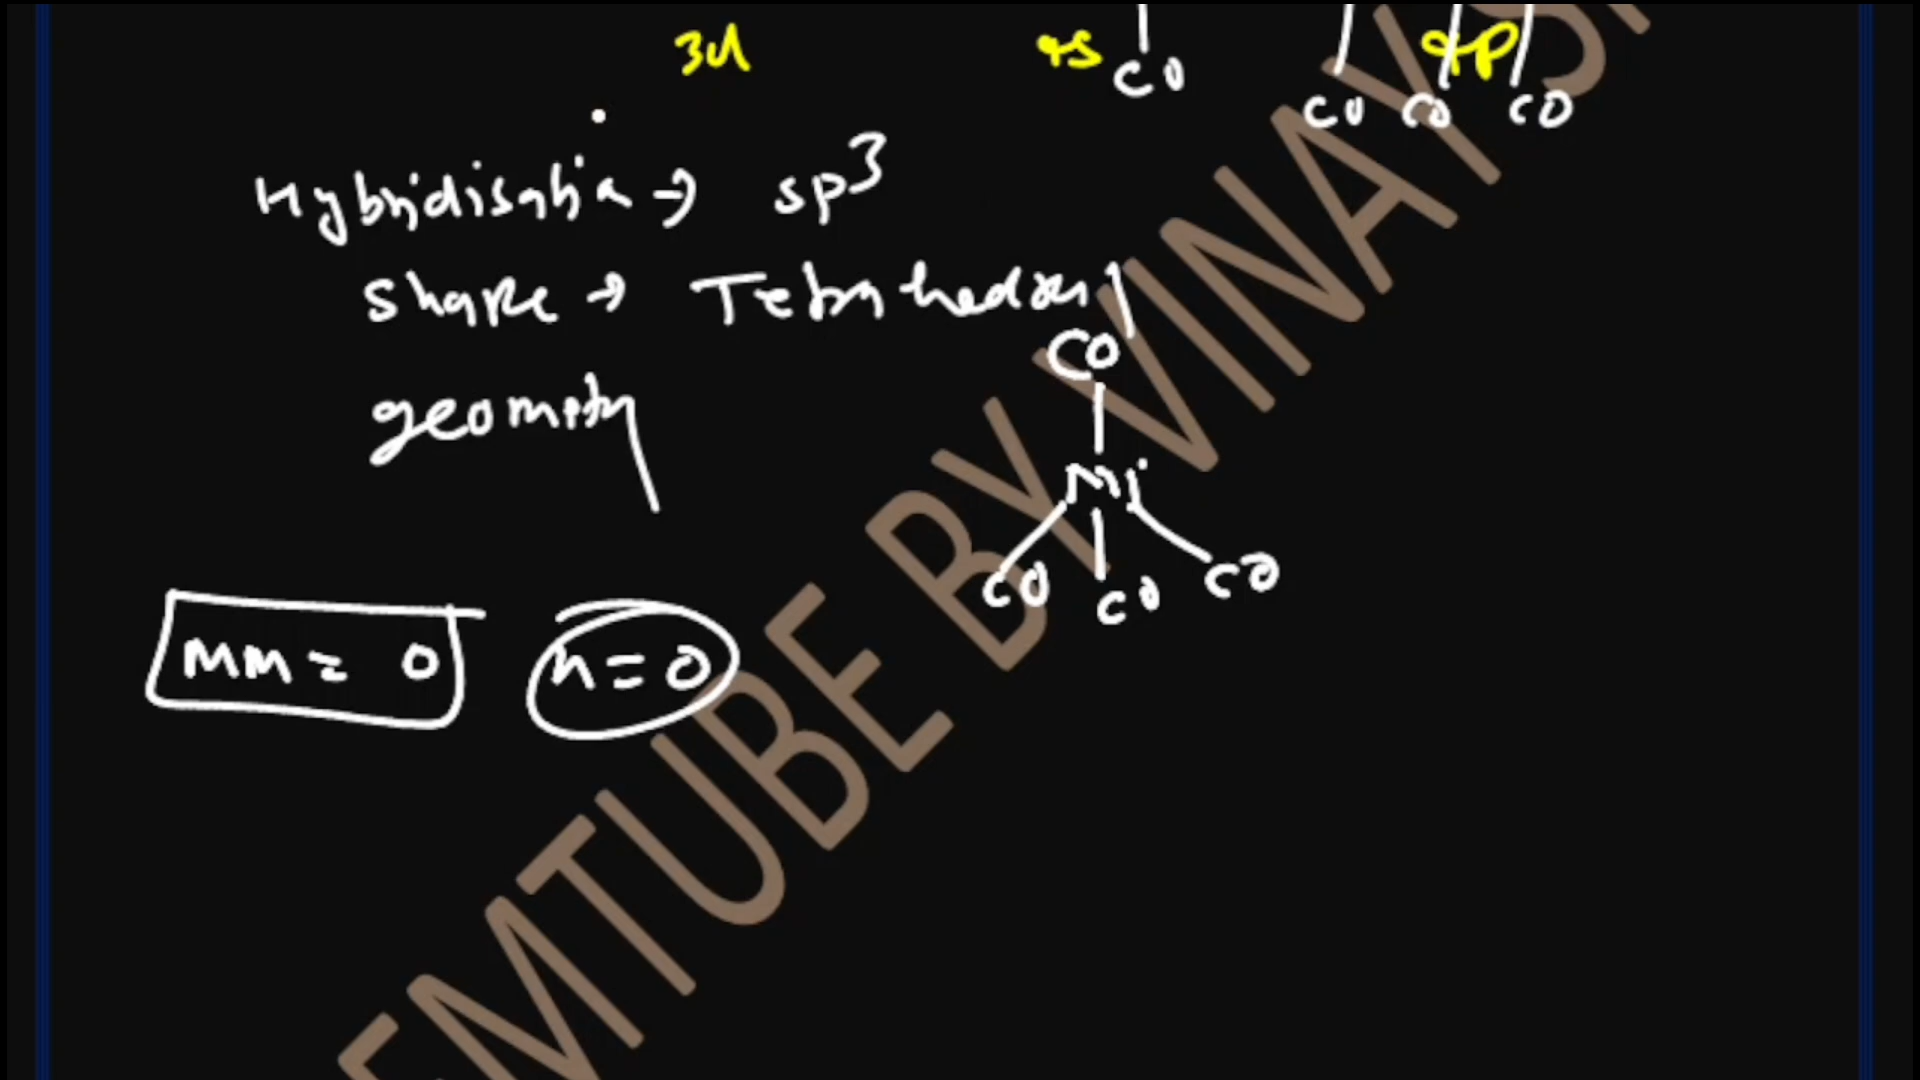 3d 4s CO 4p
CO CO CO
Hybridisation → sp3
shape → Tetrahedral
geometry
CO
Ni
CO CO CO
MM = 0 n = 0
EMTUBE BY VINAYS